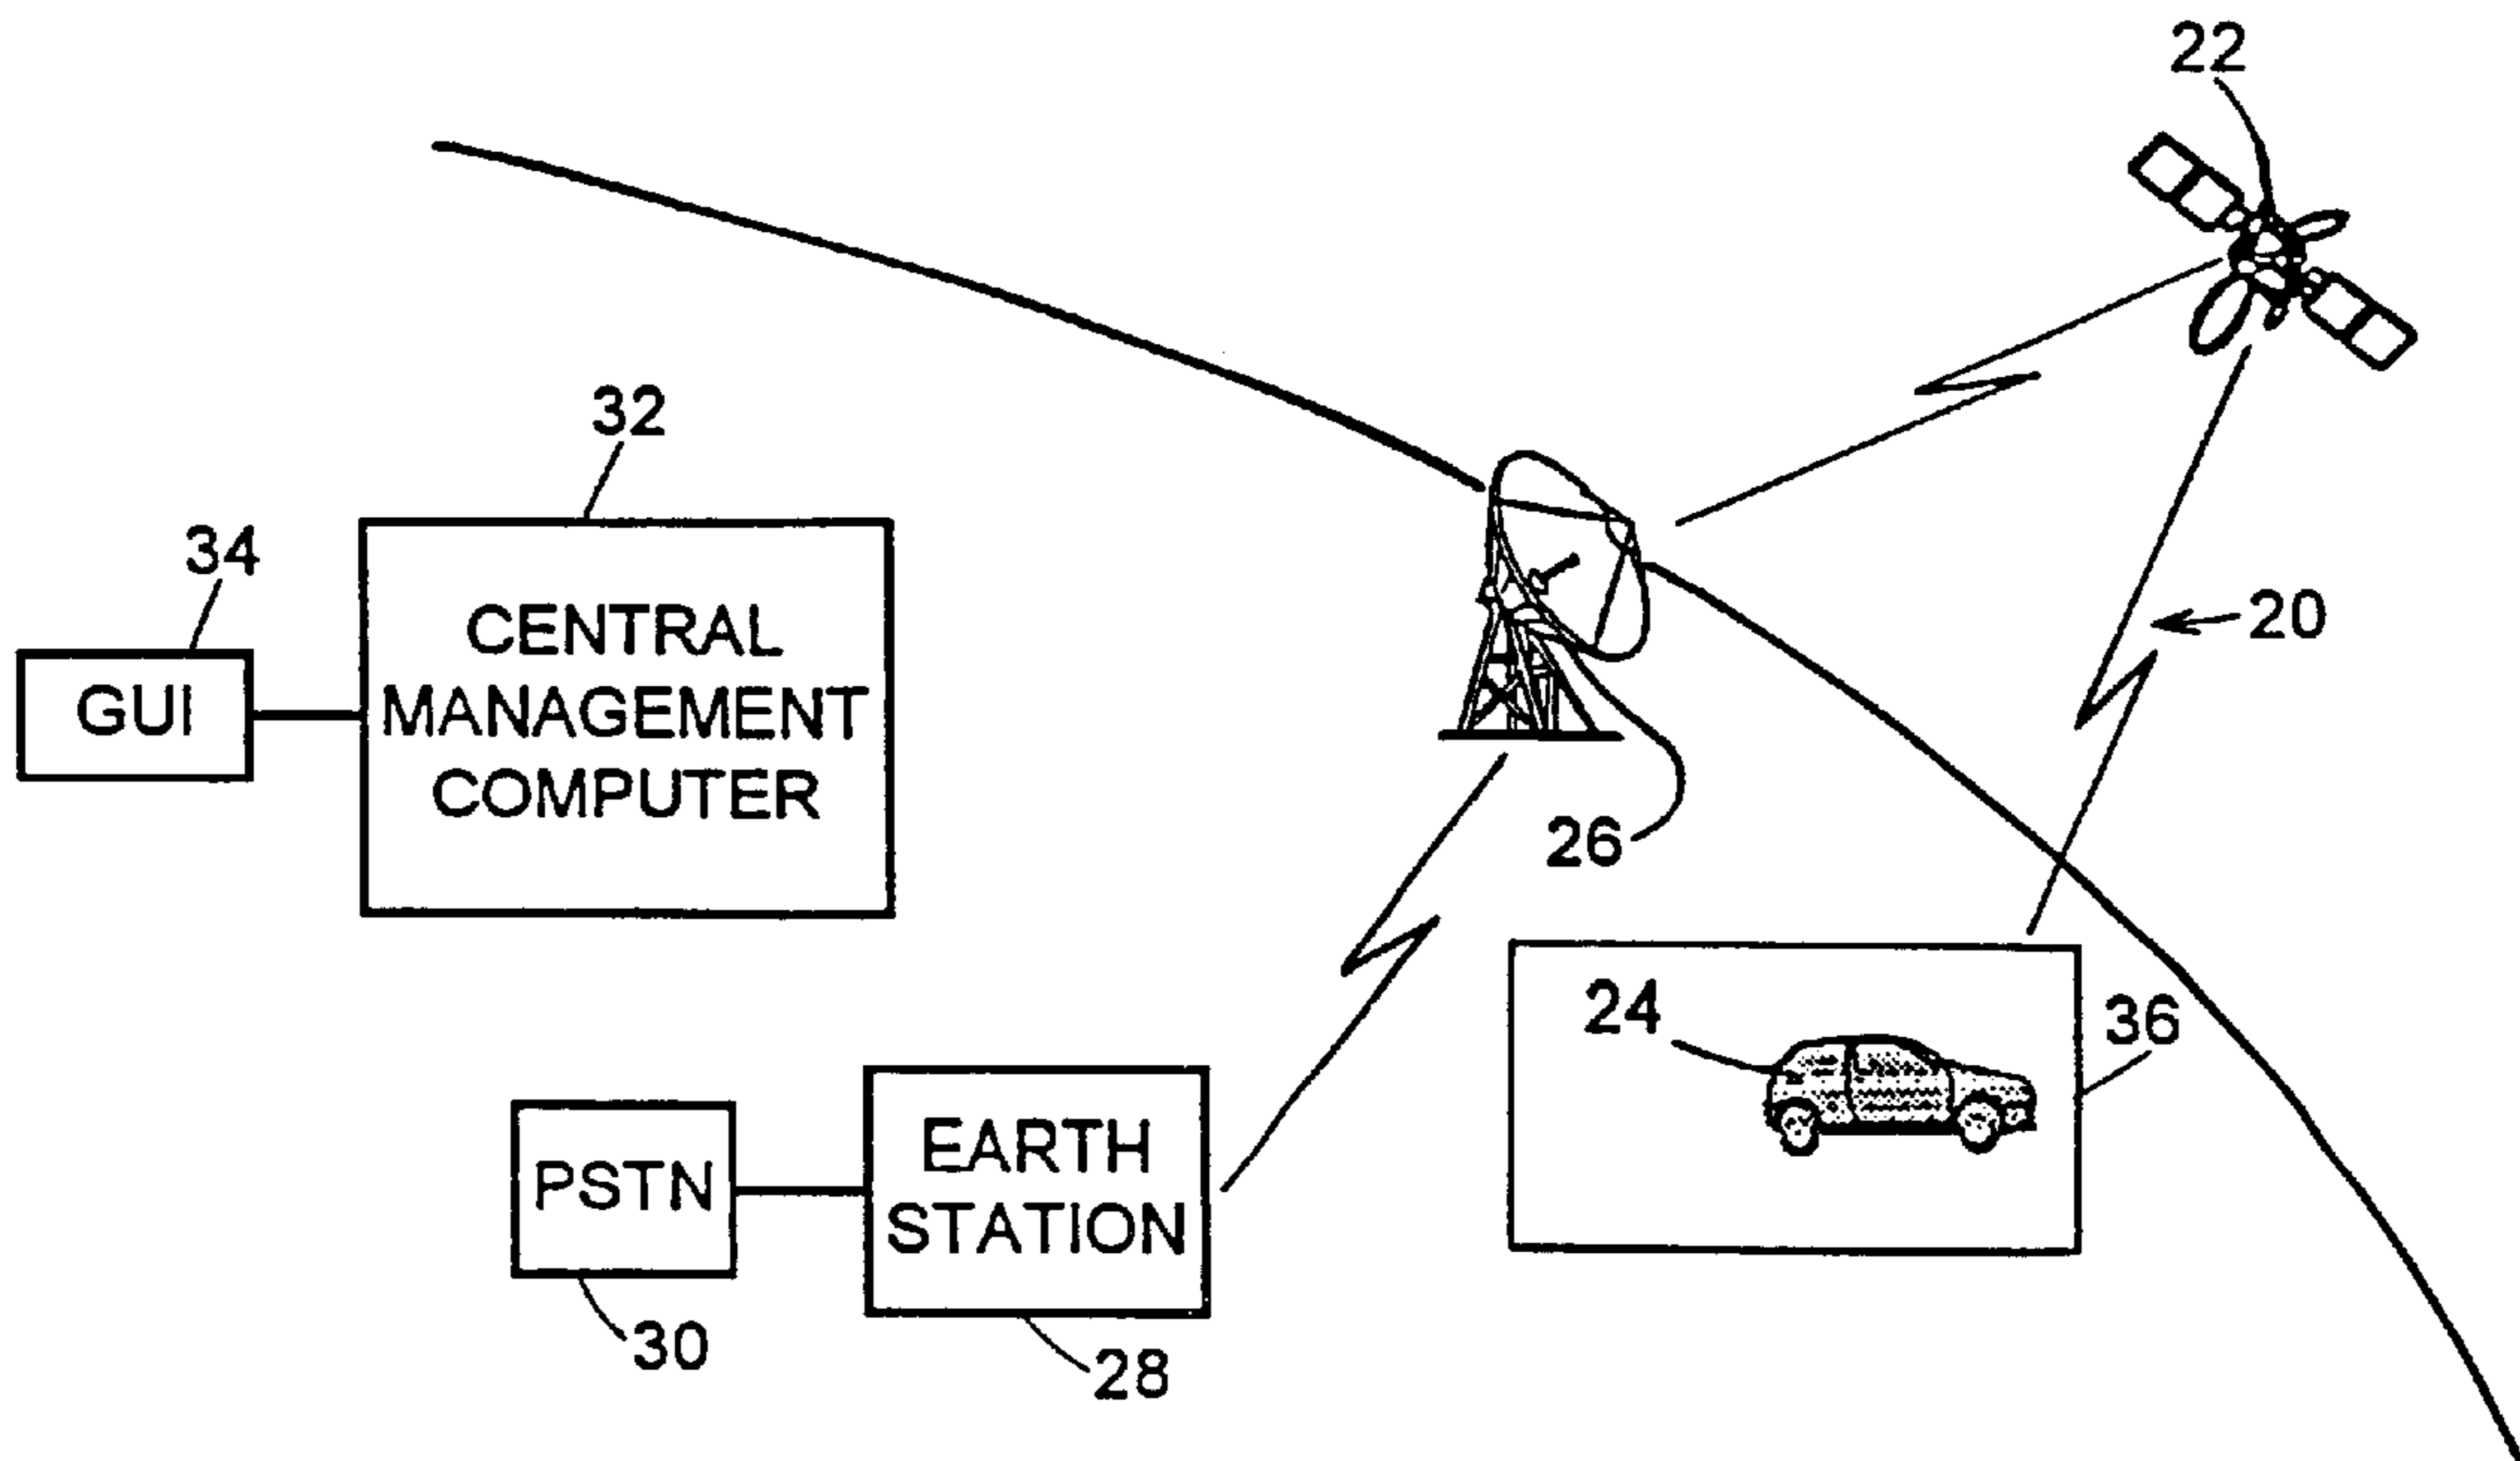 22
32
34
CENTRAL
MANAGEMENT
COMPUTER
GUI
20
26
24
36
EARTH
STATION
PSTN
30
28